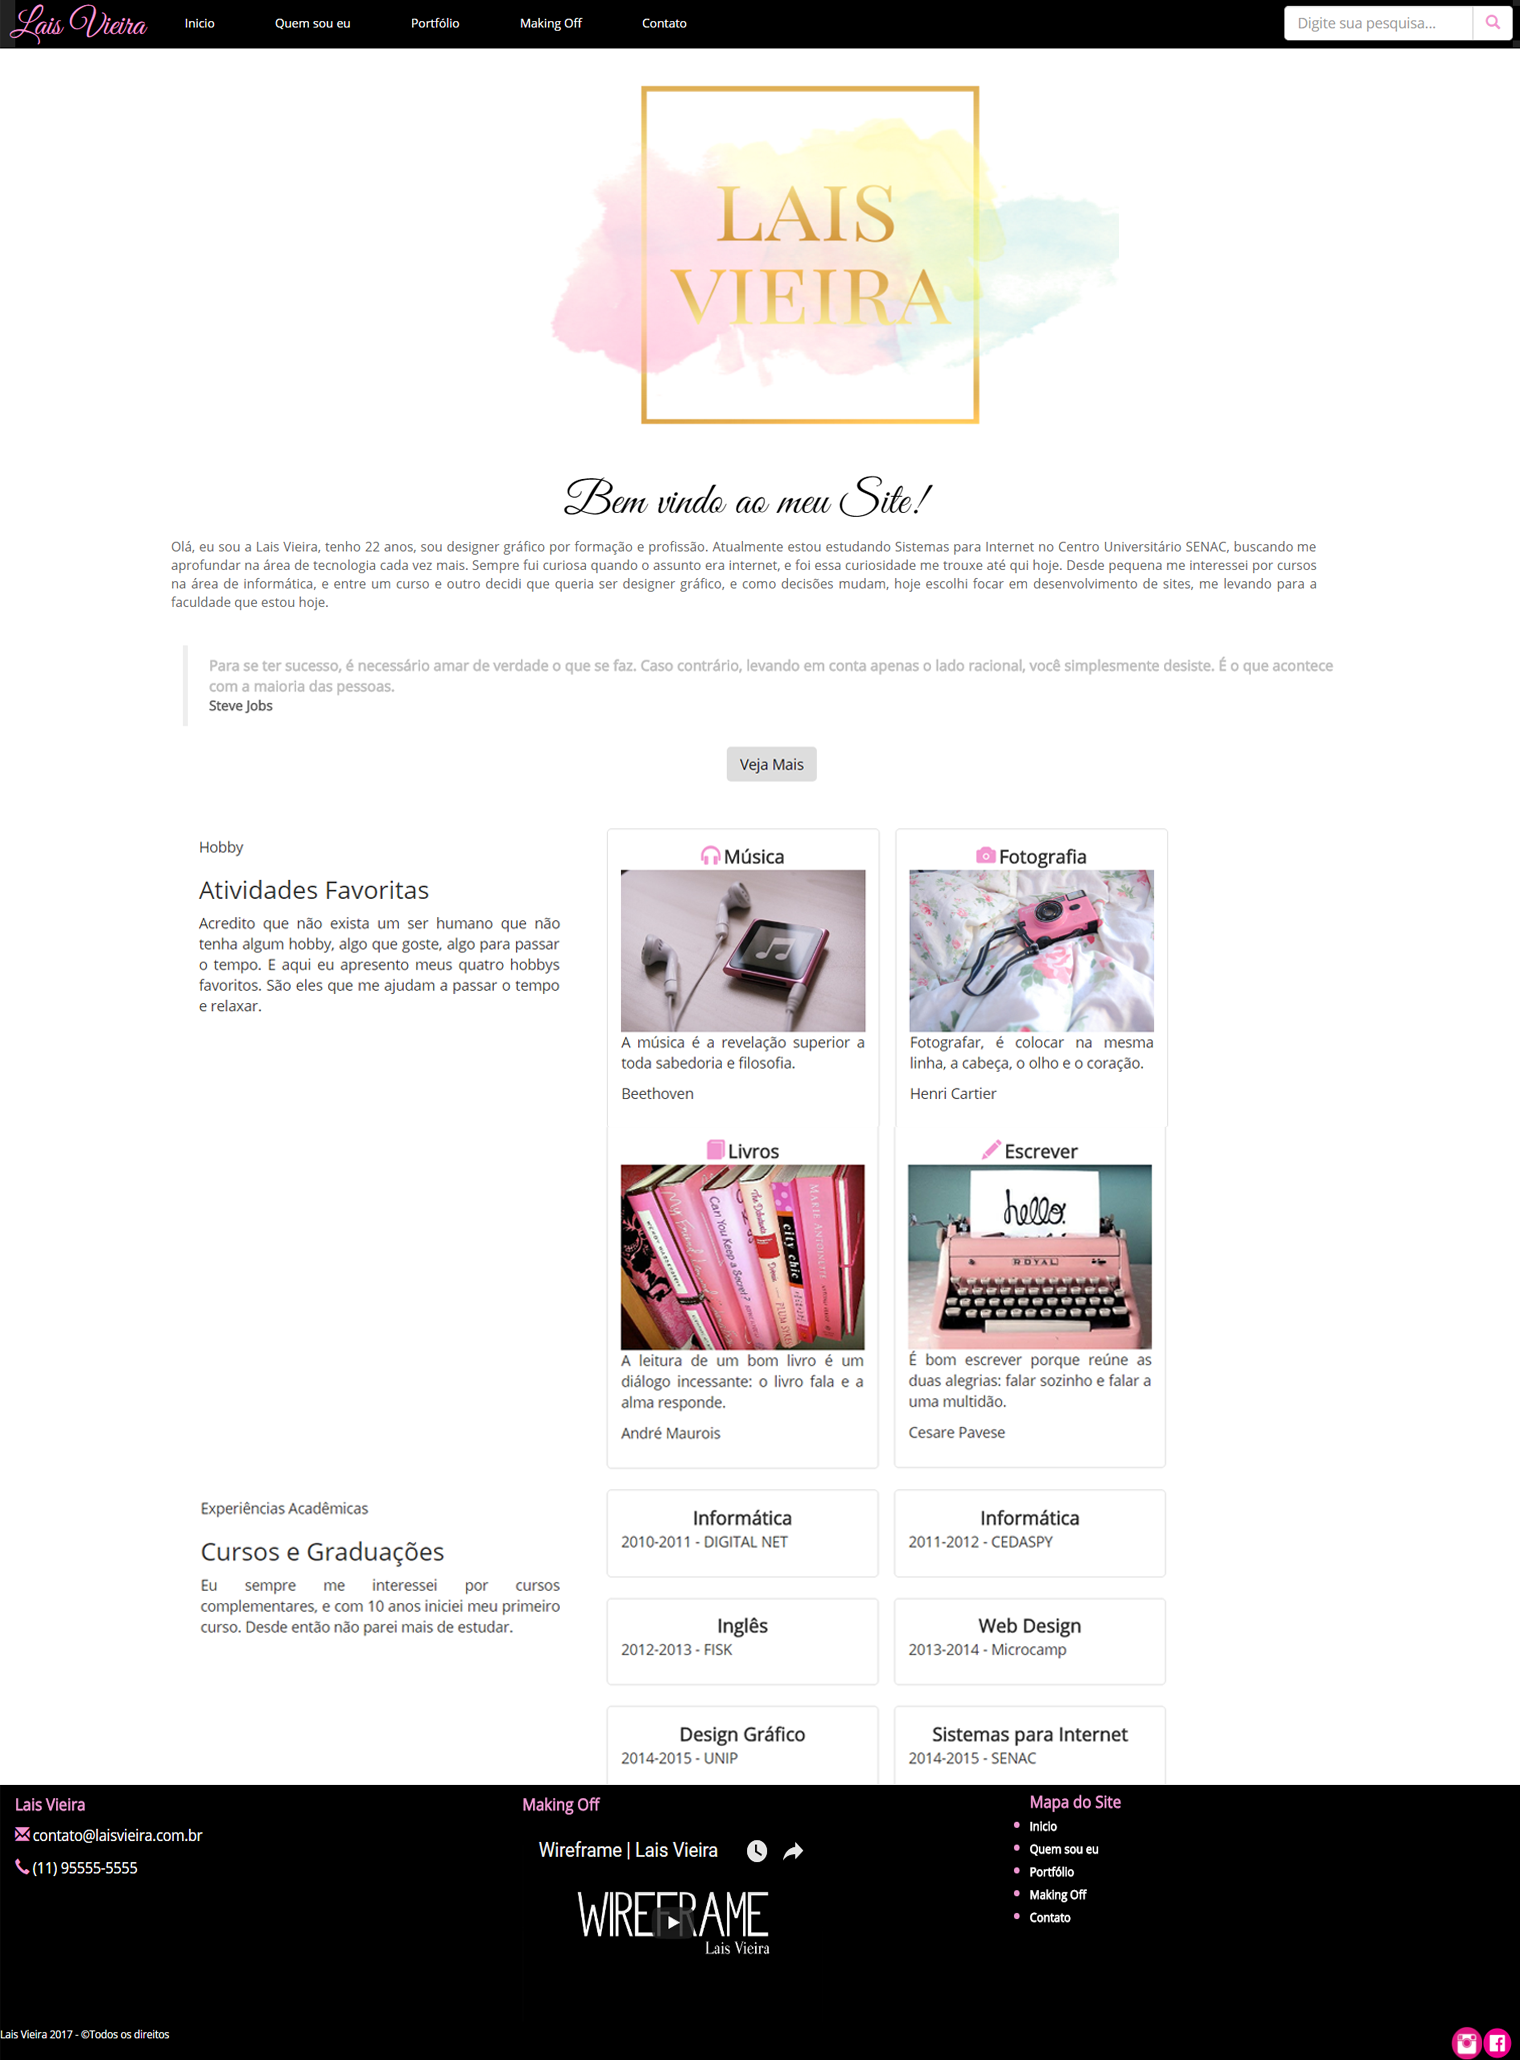 Lais Vieira
Inicio
Quem sou eu
Portfólio
Making Off
Contato
Digite sua pesquisa...
LAIS
VIEIRA
Bem vindo ao meu Site!
Olá, eu sou a Lais Vieira, tenho 22 anos, sou designer gráfico por formação e profissão. Atualmente estou estudando Sistemas para Internet no Centro Universitário SENAC, buscando me
aprofundar na área de tecnologia cada vez mais. Sempre fui curiosa quando o assunto era internet, e foi essa curiosidade me trouxe até qui hoje. Desde pequena me interessei por cursos
na área de informática, e entre um curso e outro decidi que queria ser designer gráfico, e como decisões mudam, hoje escolhi focar em desenvolvimento de sites, me levando para a
faculdade que estou hoje.
Para se ter sucesso, é necessário amar de verdade o que se faz. Caso contrário, levando em conta apenas o lado racional, você simplesmente desiste. É o que acontece
com a maioria das pessoas.
Steve Jobs
Veja Mais
Hobby
Atividades Favoritas
Acredito que não exista um ser humano que não
tenha algum hobby, algo que goste, algo para passar
o tempo. E aqui eu apresento meus quatro hobbys
favoritos. São eles que me ajudam a passar o tempo
e relaxar.
Música
A música é a revelação superior a
toda sabedoria e filosofia.
Beethoven
Fotografia
Fotografar, é colocar na mesma
linha, a cabeça, o olho e o coração.
Henri Cartier
Livros
Can You Keep a Secret?
The Debutante
city chic
PLUM SYKES
MARIE ANTOINETTE
A leitura de um bom livro é um
diálogo incessante: o livro fala e a
alma responde.
André Maurois
Escrever
hello.
ROYAL
É bom escrever porque reúne as
duas alegrias: falar sozinho e falar a
uma multidão.
Cesare Pavese
Experiências Acadêmicas
Cursos e Graduações
Eu sempre me interessei por cursos
complementares, e com 10 anos iniciei meu primeiro
curso. Desde então não parei mais de estudar.
Informática
2010-2011 - DIGITAL NET
Informática
2011-2012 - CEDASPY
Inglês
2012-2013 - FISK
Web Design
2013-2014 - Microcamp
Design Gráfico
2014-2015 - UNIP
Sistemas para Internet
2014-2015 - SENAC
Lais Vieira
contato@laisvieira.com.br
(11) 95555-5555
Making Off
Wireframe | Lais Vieira
WIREFRAME
Lais Vieira
Mapa do Site
Inicio
Quem sou eu
Portfólio
Making Off
Contato
Lais Vieira 2017 - ©Todos os direitos